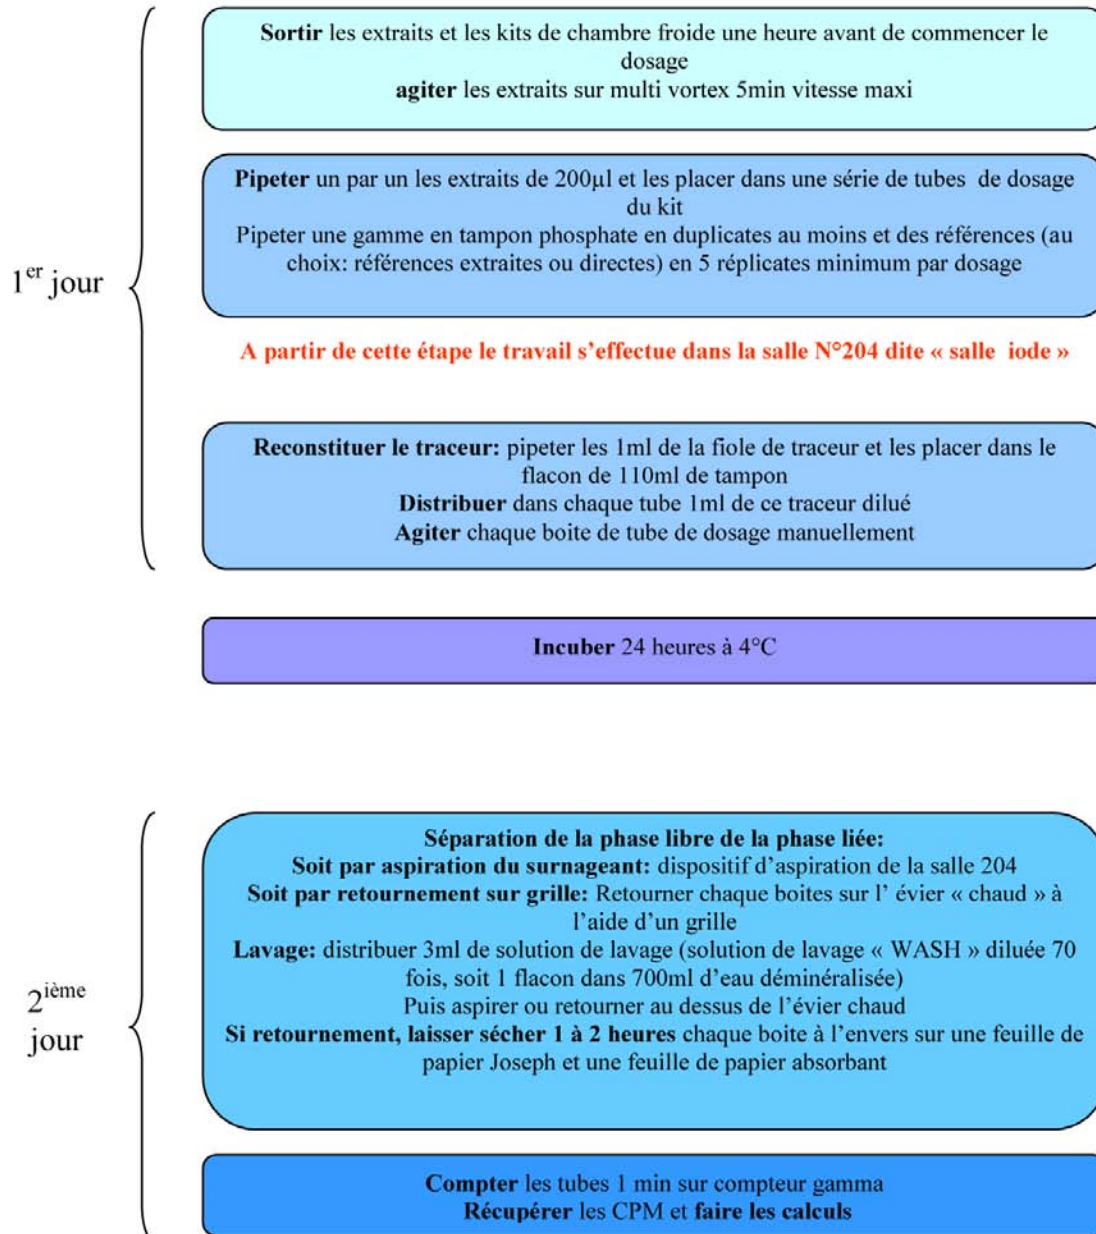 Sortir les extraits et les kits de chambre froide une heure avant de commencer le
dosage
agiter les extraits sur multi vortex 5min vitesse maxi
Pipeter un par un les extraits de 200µl et les placer dans une série de tubes de dosage
du kit
Pipeter une gamme en tampon phosphate en duplicates au moins et des références (au
choix: références extraites ou directes) en 5 réplicates minimum par dosage
1er jour
A partir de cette étape le travail s'effectue dans la salle N°204 dite « salle iode »
Reconstituer le traceur: pipeter les 1ml de la fiole de traceur et les placer dans le
flacon de 110ml de tampon
Distribuer dans chaque tube 1ml de ce traceur dilué
Agiter chaque boite de tube de dosage manuellement
Incuber 24 heures à 4°C
Séparation de la phase libre de la phase liée:
Soit par aspiration du surnageant: dispositif d'aspiration de la salle 204
Soit par retournement sur grille: Retourner chaque boites sur l' évier « chaud » à
l'aide d'un grille
Lavage: distribuer 3ml de solution de lavage (solution de lavage « WASH » diluée 70
fois, soit 1 flacon dans 700ml d'eau déminéralisée)
Puis aspirer ou retourner au dessus de l'évier chaud
Si retournement, laisser sécher 1 à 2 heures chaque boite à l'envers sur une feuille de
papier Joseph et une feuille de papier absorbant
2ième
jour
Compter les tubes 1 min sur compteur gamma
Récupérer les CPM et faire les calculs